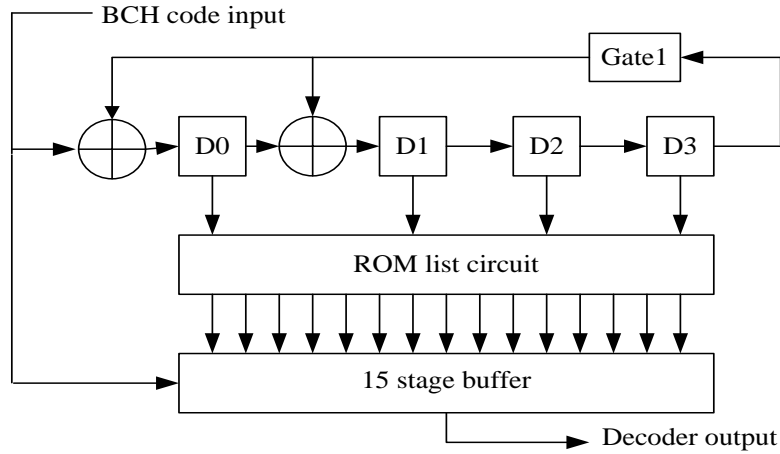 BCH code input
Gate1
D0
D1
D2
D3
ROM list circuit
15 stage buffer
Decoder output